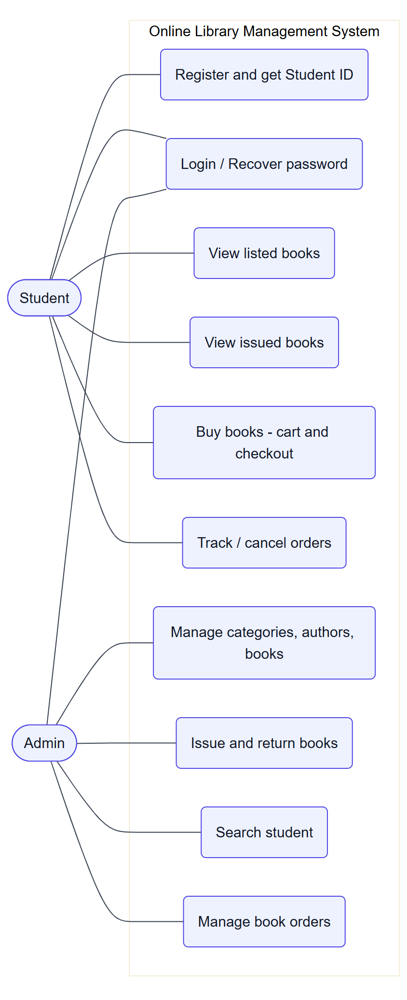 Online Library Management System
Register and get Student ID
Login / Recover password
View listed books
Student
View issued books
Buy books - cart and
checkout
Track / cancel orders
Manage categories, authors,
books
Admin
Issue and return books
Search student
Manage book orders